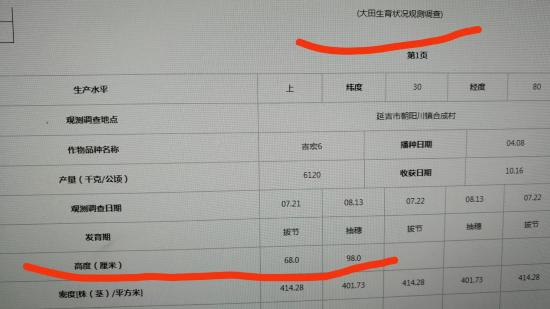 (大田生育状况观测调查)
第1页
生产水平 上 纬度 30 经度 80
观测调查地点 延吉市朝阳川镇合成村
作物品种名称 吉宏6 播种日期 04.08
产量（千克/公顷） 6120 收获日期 10.16
观测调查日期 07.21 08.13 07.22 08.13 07.22
发育期 拔节 抽穗 拔节 抽穗 拔节
高度（厘米） 68.0 98.0
密度[株（茎）/平方米] 414.28 401.73 414.28 401.73 414.28